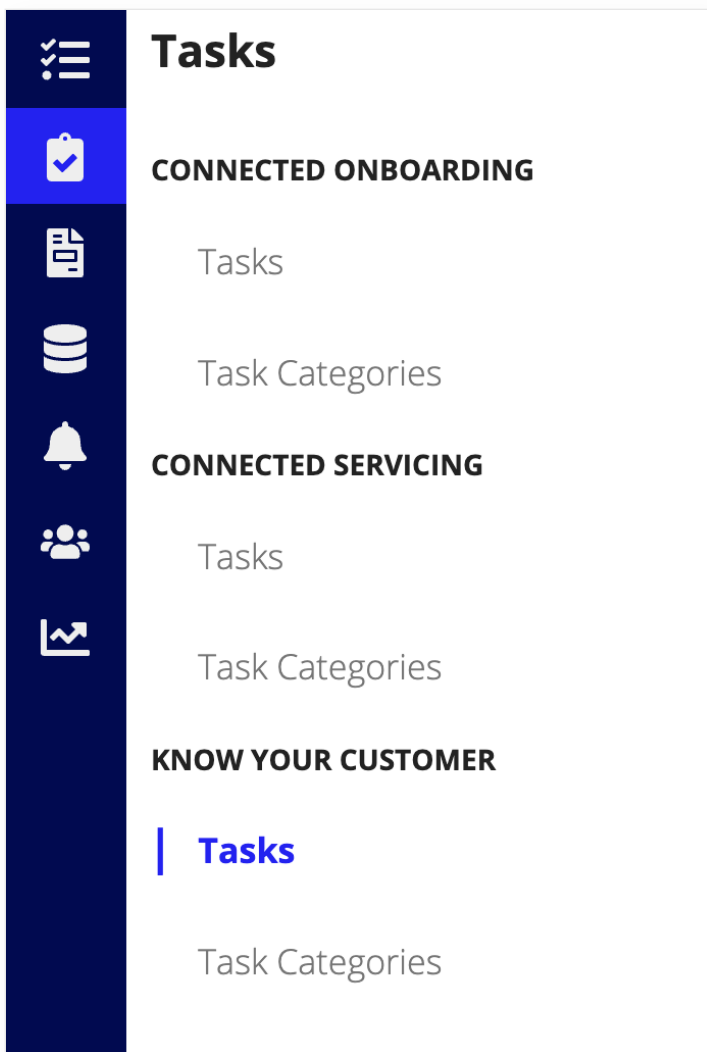 Tasks
CONNECTED ONBOARDING
Tasks
Task Categories
CONNECTED SERVICING
Tasks
Task Categories
KNOW YOUR CUSTOMER
Tasks
Task Categories